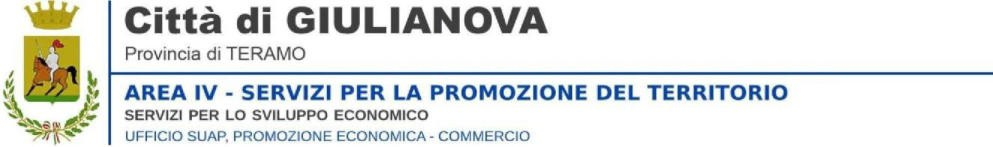 Città di GIULIANOVA
Provincia di TERAMO
AREA IV - SERVIZI PER LA PROMOZIONE DEL TERRITORIO
SERVIZI PER LO SVILUPPO ECONOMICO
UFFICIO SUAP, PROMOZIONE ECONOMICA - COMMERCIO